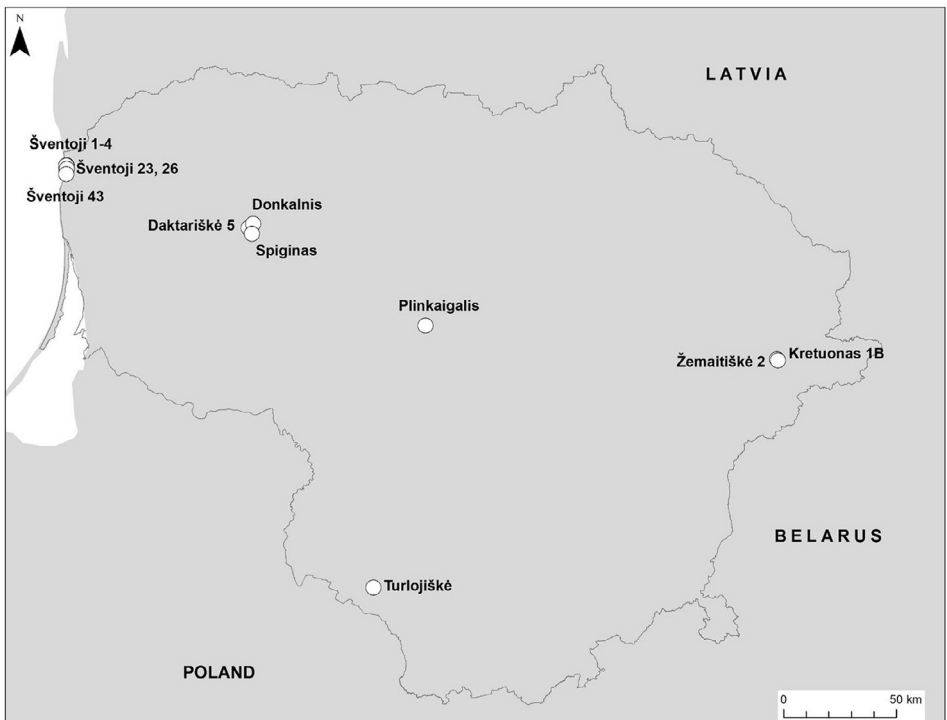 N
LATVIA
Šventoji 1-4
Šventoji 23, 26
Šventoji 43
Donkalnis
Daktariškė 5
Spiginas
Plinkaigalis
Kretuonas 1B
Žemaitiškė 2
BELARUS
Turlojiškė
POLAND
0 50 km